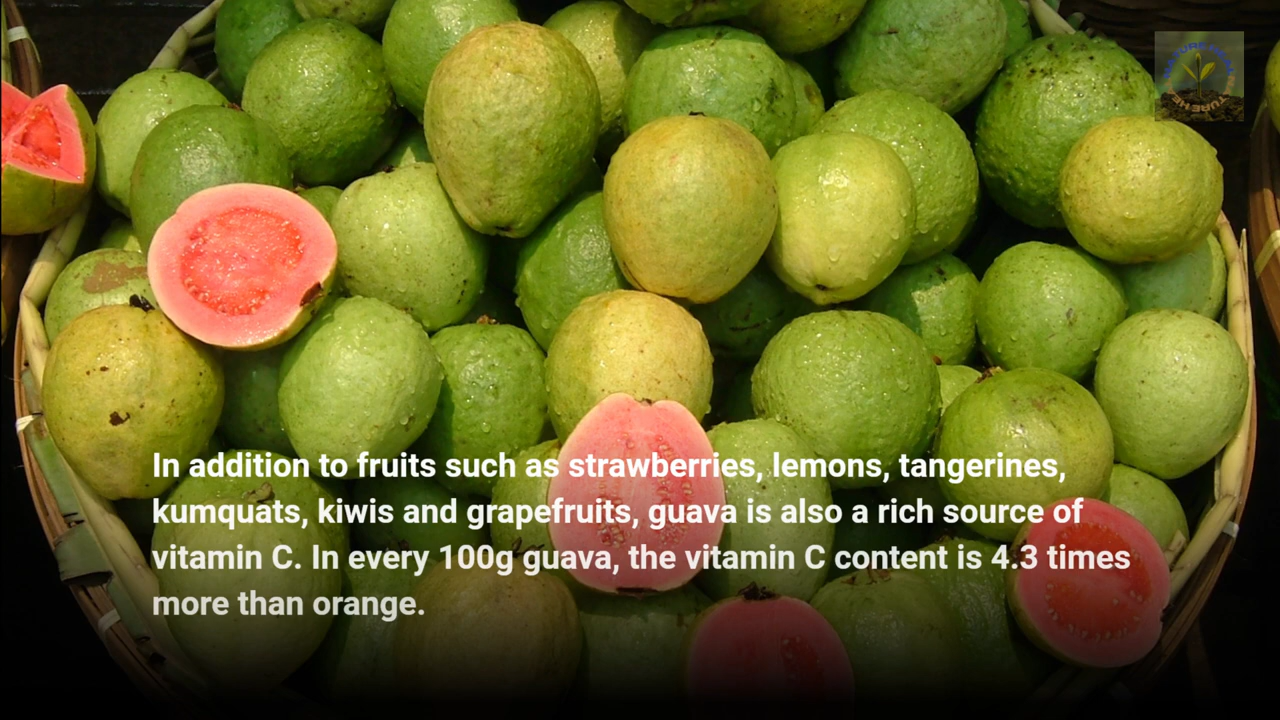 In addition to fruits such as strawberries, lemons, tangerines,
kumquats, kiwis and grapefruits, guava is also a rich source of
vitamin C. In every 100g guava, the vitamin C content is 4.3 times
more than orange.